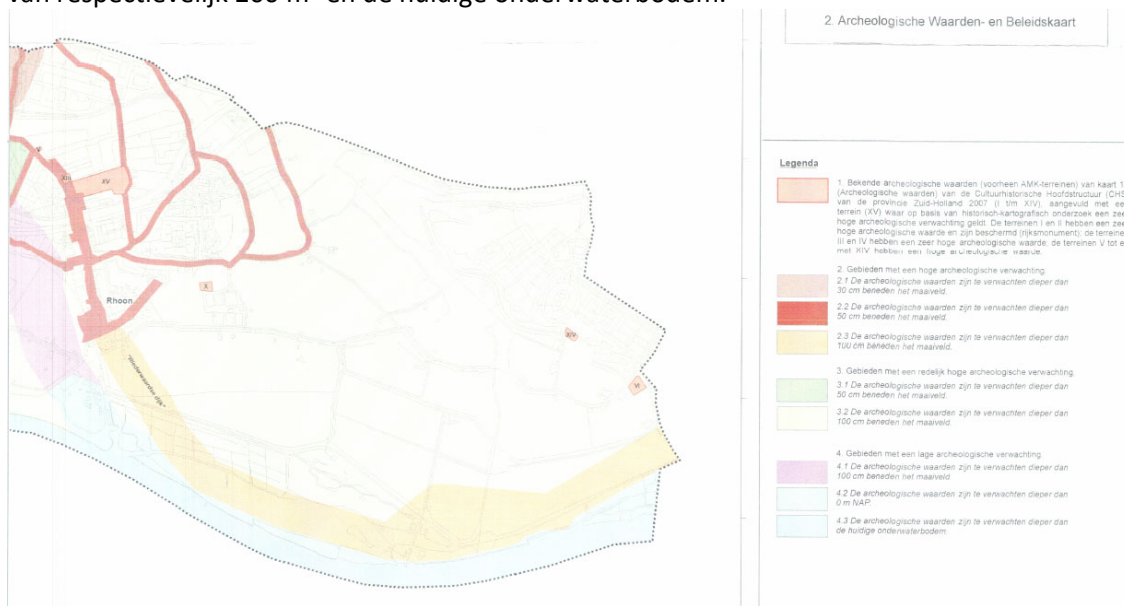 van respectievelijk 200 m² en de huidige onderwaterbodem.
2. Archeologische Waarden- en Beleidskaart
V
XIII
XV
Rhoon
X
XIV
VI
Legenda
1. Bekende archeologische waarden (voorheen AMK-terreinen) van kaart 1
(Archeologische waarden) van de Cultuurhistorische Hoofdstructuur (CHS
van de provincie Zuid-Holland 2007 (I t/m XIV), aangevuld met ee
terrein (XV) waar op basis van historisch-kartografisch onderzoek een zee
hoge archeologische verwachting geldt. De terreinen I en II hebben een zee
hoge archeologische waarde en zijn beschermd (rijksmonument); de terreine
III en IV hebben een zeer hoge archeologische waarde; de terreinen V tot e
met XIV hebben een hoge archeologische waarde.
2. Gebieden met een hoge archeologische verwachting
2.1 De archeologische waarden zijn te verwachten dieper dan
30 cm beneden het maaiveld.
2.2 De archeologische waarden zijn te verwachten dieper dan
50 cm beneden het maaiveld.
2.3 De archeologische waarden zijn te verwachten dieper dan
100 cm beneden het maaiveld.
3. Gebieden met een redelijk hoge archeologische verwachting
3.1 De archeologische waarden zijn te verwachten dieper dan
50 cm beneden het maaiveld.
3.2 De archeologische waarden zijn te verwachten dieper dan
100 cm beneden het maaiveld.
4. Gebieden met een lage archeologische verwachting
4.1 De archeologische waarden zijn te verwachten dieper dan
100 cm beneden het maaiveld
4.2 De archeologische waarden zijn te verwachten dieper dan
0 m NAP
4.3 De archeologische waarden zijn te verwachten dieper dan
de huidige onderwaterbodem.